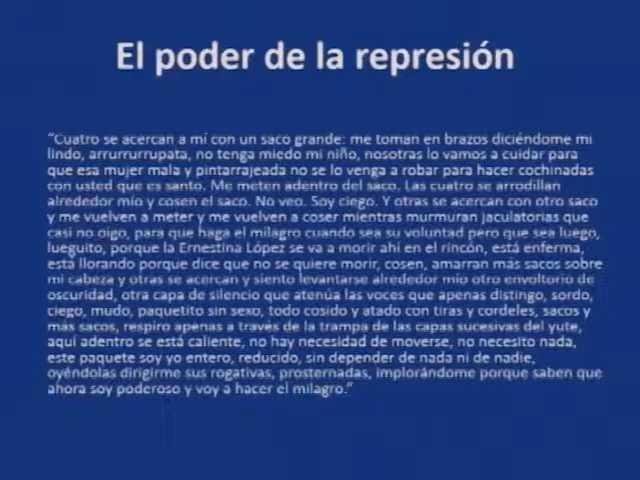 El poder de la represión
"Cuatro se acercan a mí con un saco grande: me toman en brazos diciéndome mi
lindo, arrurrurrupata, no tenga miedo mi niño, nosotras lo vamos a cuidar para
que esa mujer mala y pintarrajeada no se lo venga a robar para hacer cochinadas
con usted que es santo. Me meten adentro del saco. Las cuatro se arrodillan
alrededor mío y cosen el saco. No veo. Soy ciego. Y otras se acercan con otro saco
y me vuelven a meter y me vuelven a coser mientras murmuran jaculatorias que
casi no oigo, para que haga el milagro cuando sea su voluntad pero que sea luego,
lueguito, porque la Ernestina López se va a morir ahí en el rincón, está enferma,
está llorando porque dice que no se quiere morir, cosen, amarran más sacos sobre
mi cabeza y otras se acercan y siento levantarse alrededor mío otro envoltorio de
oscuridad, otra capa de silencio que atenúa las voces que apenas distingo, sordo,
ciego, mudo, paquetito sin sexo, todo cosido y atado con tiras y cordeles, sacos y
más sacos, respiro apenas a través de la trampa de las capas sucesivas del yute,
aquí adentro se está caliente, no hay necesidad de moverse, no necesito nada,
este paquete soy yo entero, reducido, sin depender de nada ni de nadie,
oyéndolas dirigirme sus rogativas, prosternadas, implorándome porque saben que
ahora soy poderoso y voy a hacer el milagro."